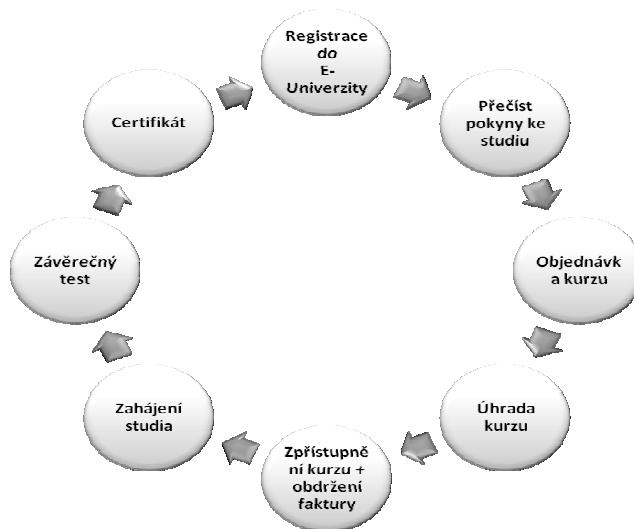 Registrace
do
E-
Univerzity
Přečíst
pokyny ke
studiu
Objednávk
a kurzu
Úhrada
kurzu
Zpřístupně
ní kurzu +
obdržení
faktury
Zahájení
studia
Závěrečný
test
Certifikát